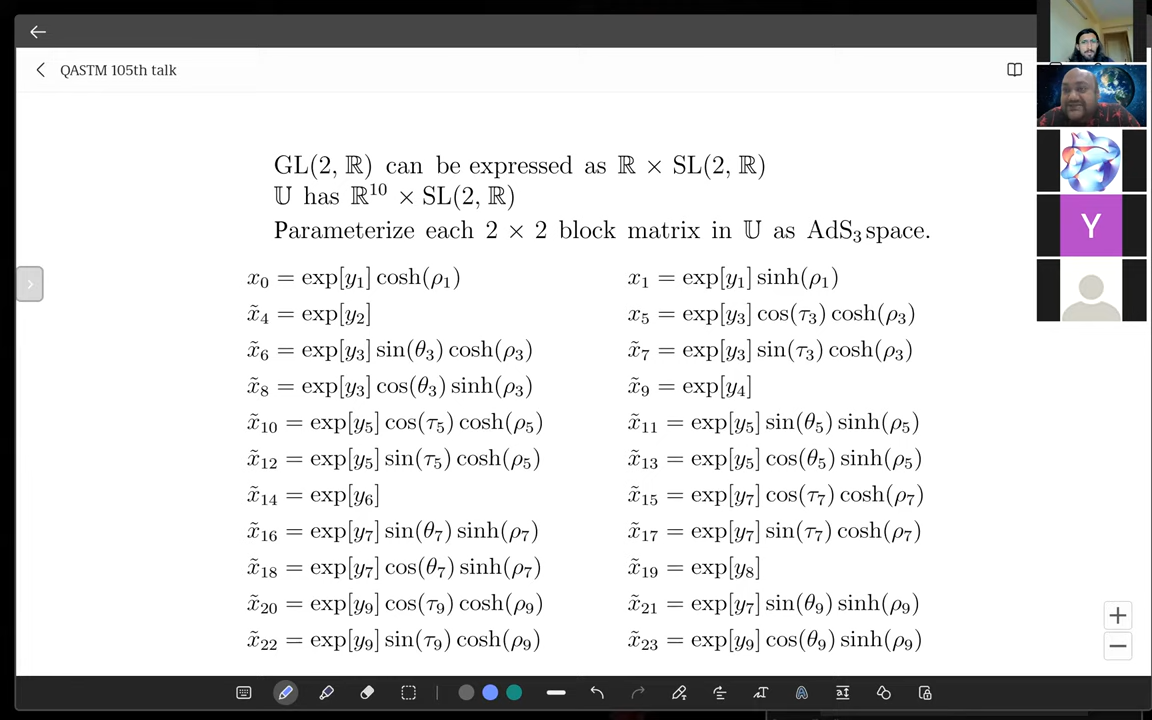 QASTM 105th talk
GL(2, ℝ) can be expressed as ℝ × SL(2, ℝ)
𝕌 has ℝ¹⁰ × SL(2, ℝ)
Parameterize each 2 × 2 block matrix in 𝕌 as AdS₃ space.
x₀ = exp[y₁] cosh(ρ₁) x₁ = exp[y₁] sinh(ρ₁)
x̃₄ = exp[y₂] x₅ = exp[y₃] cos(τ₃) cosh(ρ₃)
x̃₆ = exp[y₃] sin(θ₃) cosh(ρ₃) x̃₇ = exp[y₃] sin(τ₃) cosh(ρ₃)
x̃₈ = exp[y₃] cos(θ₃) sinh(ρ₃) x̃₉ = exp[y₄]
x̃₁₀ = exp[y₅] cos(τ₅) cosh(ρ₅) x̃₁₁ = exp[y₅] sin(θ₅) sinh(ρ₅)
x̃₁₂ = exp[y₅] sin(τ₅) cosh(ρ₅) x̃₁₃ = exp[y₅] cos(θ₅) sinh(ρ₅)
x̃₁₄ = exp[y₆] x̃₁₅ = exp[y₇] cos(τ₇) cosh(ρ₇)
x̃₁₆ = exp[y₇] sin(θ₇) sinh(ρ₇) x̃₁₇ = exp[y₇] sin(τ₇) cosh(ρ₇)
x̃₁₈ = exp[y₇] cos(θ₇) sinh(ρ₇) x̃₁₉ = exp[y₈]
x̃₂₀ = exp[y₉] cos(τ₉) cosh(ρ₉) x̃₂₁ = exp[y₇] sin(θ₉) sinh(ρ₉)
x̃₂₂ = exp[y₉] sin(τ₉) cosh(ρ₉) x̃₂₃ = exp[y₉] cos(θ₉) sinh(ρ₉)
Y